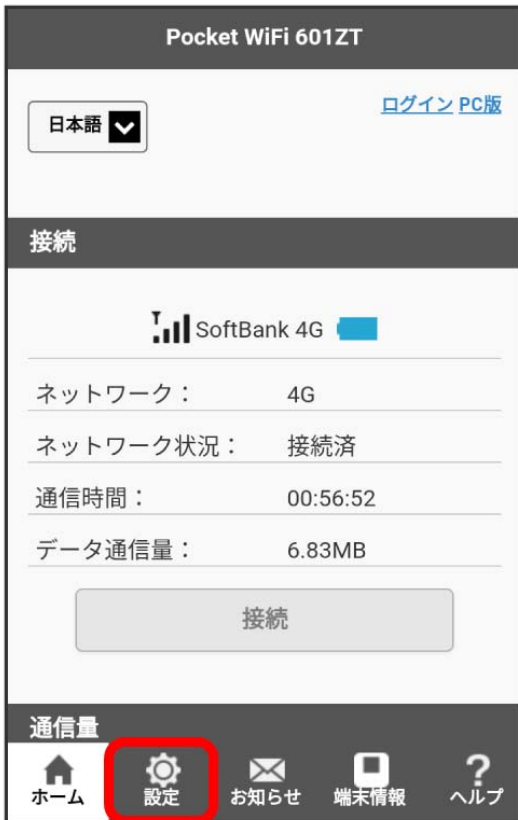 Pocket WiFi 601ZT
ログイン PC版
日本語
接続
SoftBank 4G
ネットワーク： 4G
ネットワーク状況： 接続済
通信時間： 00:56:52
データ通信量： 6.83MB
接続
通信量
ホーム 設定 お知らせ 端末情報 ヘルプ